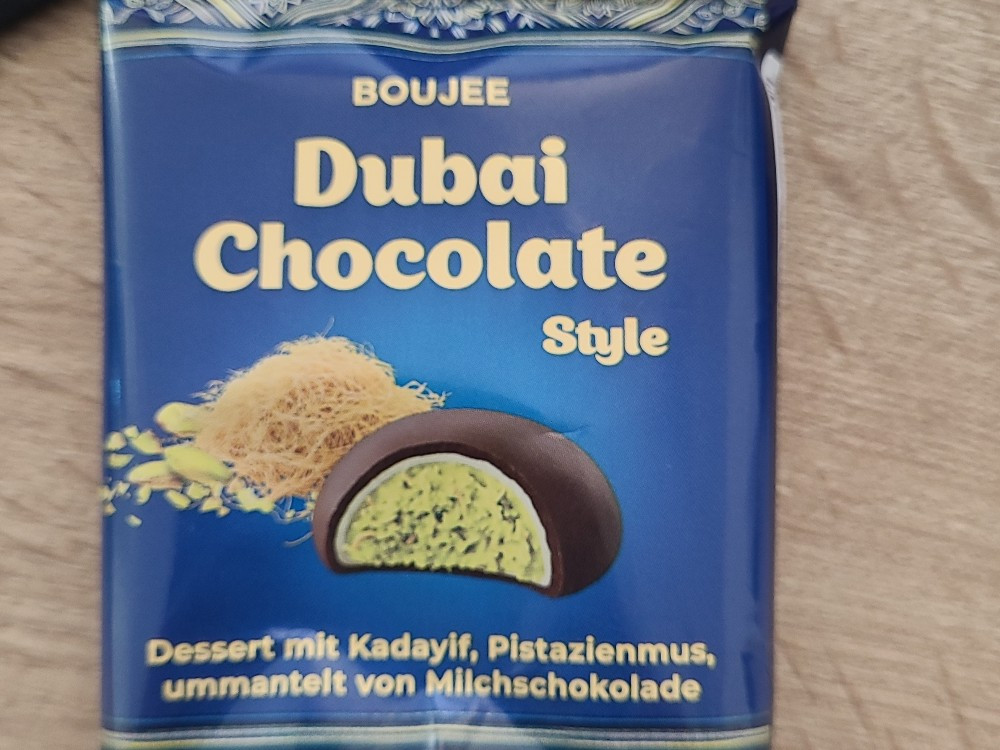 BOUJEE
Dubai
Chocolate
Style
Dessert mit Kadayif, Pistazienmus,
ummantelt von Milchschokolade